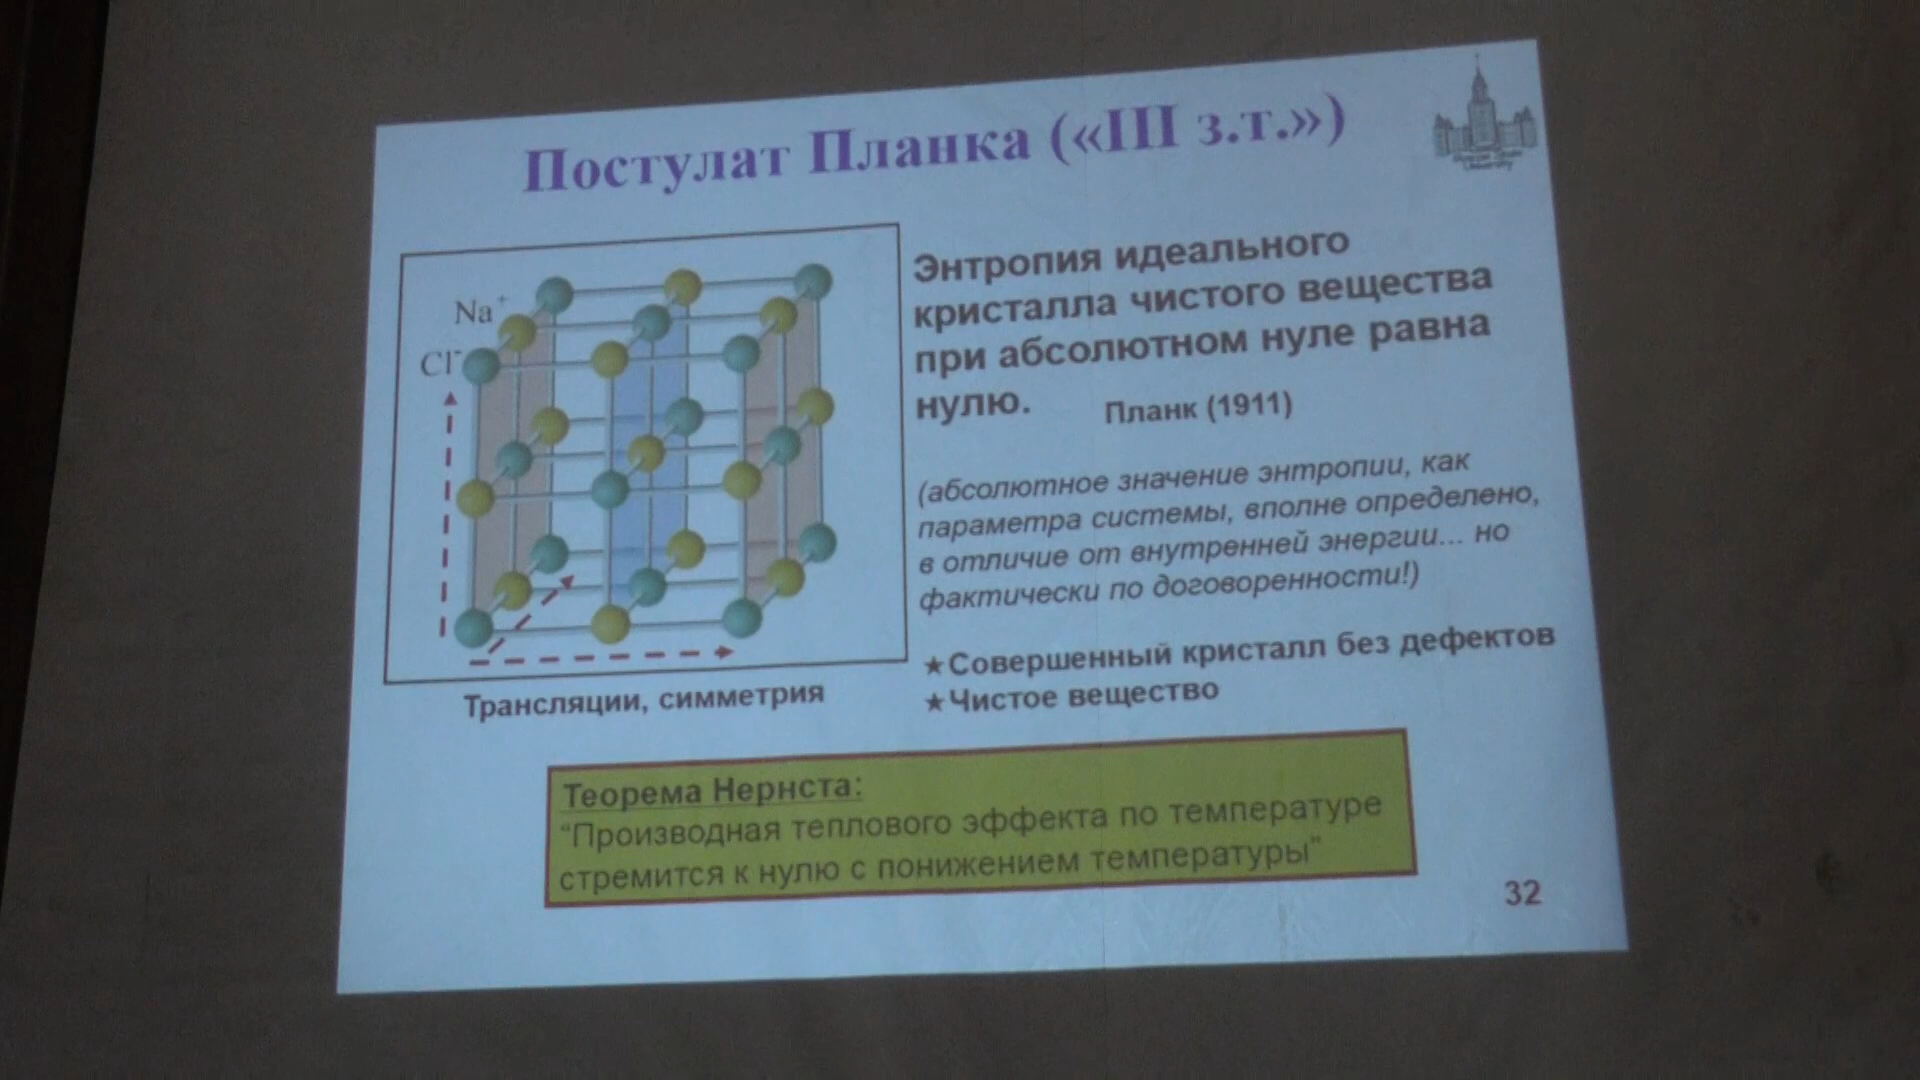 Постулат Планка («III з.т.»)
Na+
Cl-
Трансляции, симметрия
Энтропия идеального
кристалла чистого вещества
при абсолютном нуле равна
нулю. Планк (1911)
(абсолютное значение энтропии, как
параметра системы, вполне определено,
в отличие от внутренней энергии... но
фактически по договоренности!)
★Совершенный кристалл без дефектов
★Чистое вещество
Теорема Нернста:
“Производная теплового эффекта по температуре
стремится к нулю с понижением температуры”
32